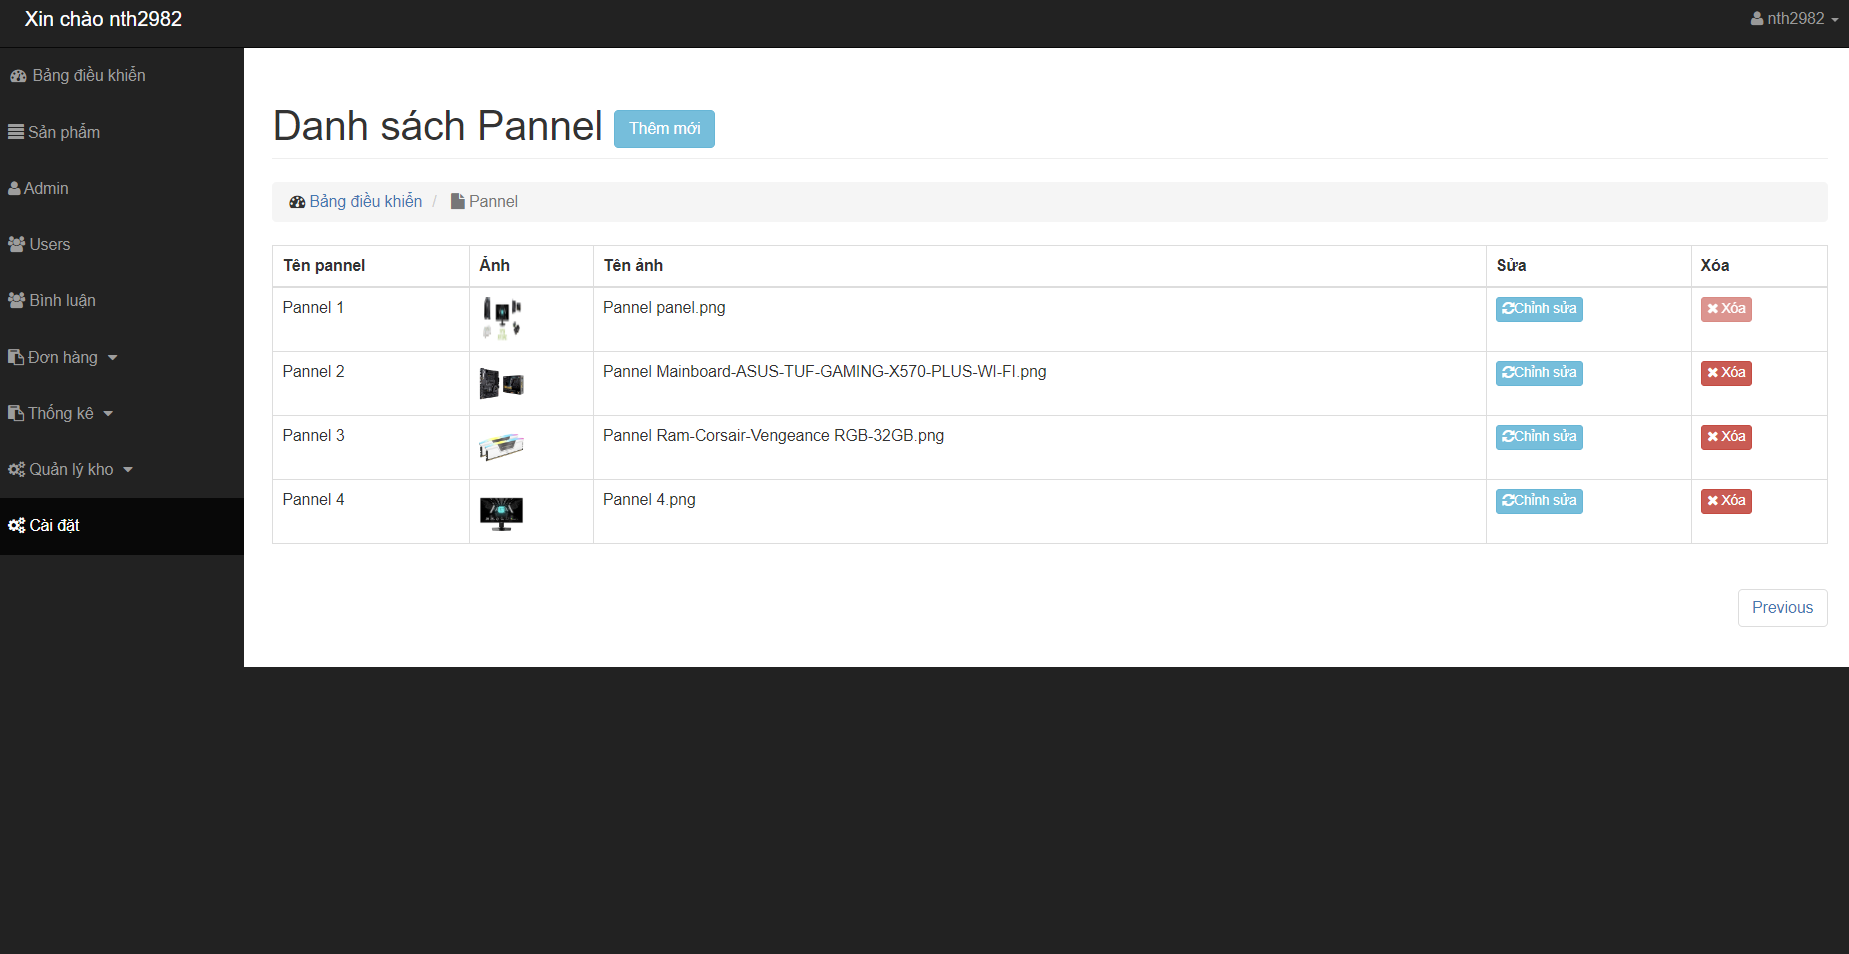 Xin chào nth2982
nth2982
Bảng điều khiển
Sản phẩm
Admin
Users
Bình luận
Đơn hàng
Thống kê
Quản lý kho
Cài đặt
Danh sách Pannel Thêm mới
Bảng điều khiển / Pannel
Tên pannel Ảnh Tên ảnh Sửa Xóa
Pannel 1 Pannel panel.png Chỉnh sửa Xóa
Pannel 2 Pannel Mainboard-ASUS-TUF-GAMING-X570-PLUS-WI-FI.png Chỉnh sửa Xóa
Pannel 3 Pannel Ram-Corsair-Vengeance RGB-32GB.png Chỉnh sửa Xóa
Pannel 4 Pannel 4.png Chỉnh sửa Xóa
Previous